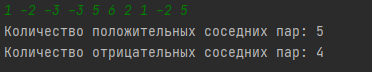 1 -2 -3 -3 5 6 2 1 -2 5
Количество положительных соседних пар: 5
Количество отрицательных соседних пар: 4